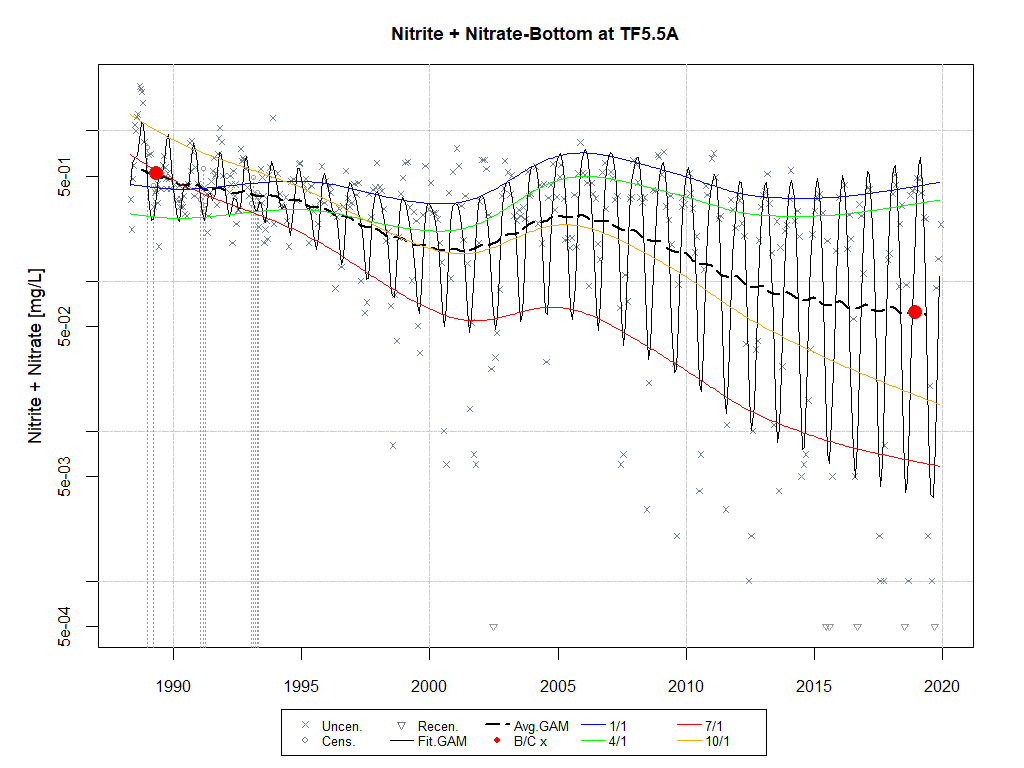 Nitrite + Nitrate-Bottom at TF5.5A
Nitrite + Nitrate [mg/L]
5e-01
5e-02
5e-03
5e-04
1990 1995 2000 2005 2010 2015 2020
Uncen. Recen. Avg.GAM 1/1 7/1
Cens. Fit.GAM B/C x 4/1 10/1